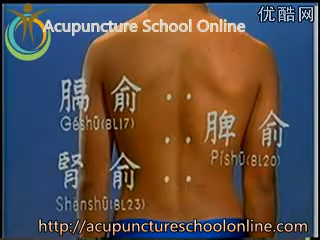 优酷网
Acupuncture School Online
膈俞
Géshū(BL17)
脾俞
Píshū(BL20)
腎俞
Shenshū(BL23)
http://acupunctureschoolonline.com